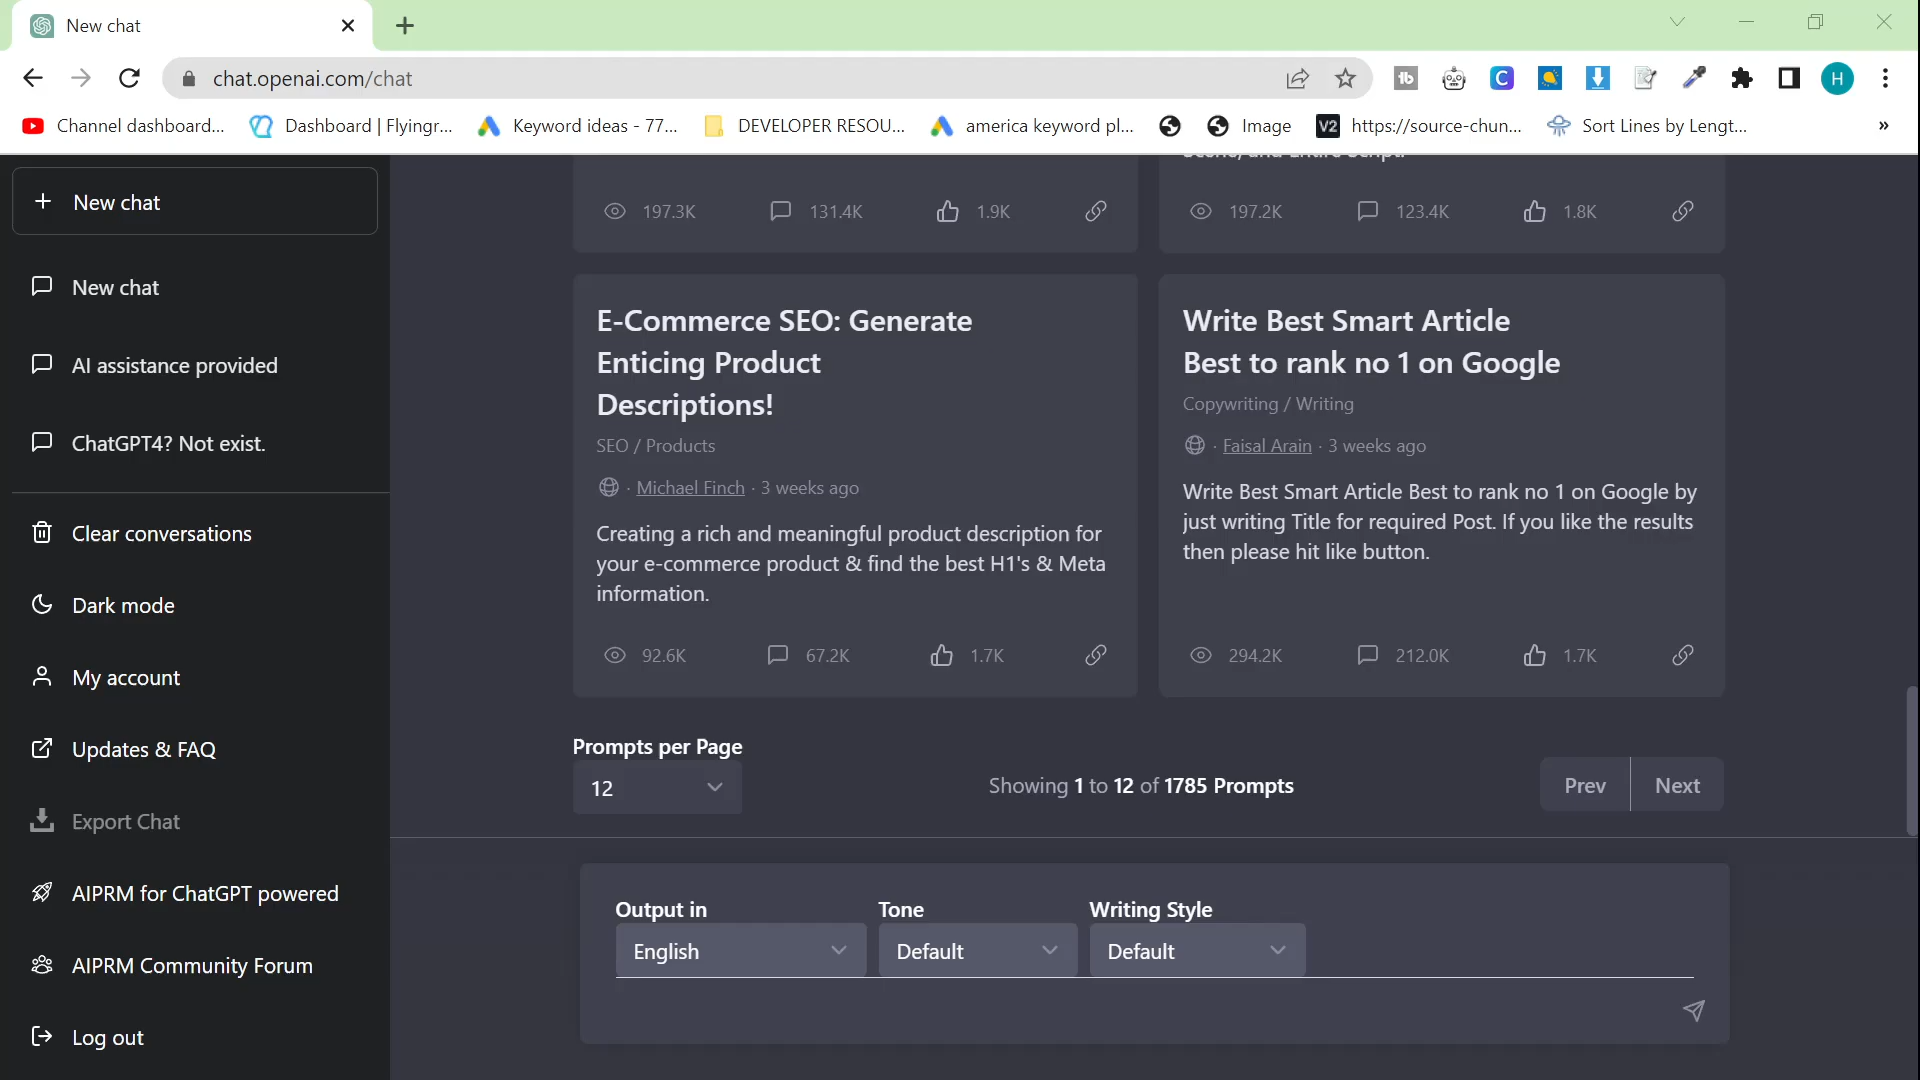 New chat
chat.openai.com/chat
H
Channel dashboard...
Dashboard | Flyingr...
Keyword ideas - 77...
DEVELOPER RESOU...
america keyword pl...
Image
V2
https://source-chun...
Sort Lines by Lengt...
»
New chat
New chat
AI assistance provided
ChatGPT4? Not exist.
Clear conversations
Dark mode
My account
Updates & FAQ
Export Chat
AIPRM for ChatGPT powered
AIPRM Community Forum
Log out
197.3K
131.4K
1.9K
197.2K
123.4K
1.8K
E-Commerce SEO: Generate
Enticing Product
Descriptions!
SEO / Products
· Michael Finch · 3 weeks ago
Creating a rich and meaningful product description for
your e-commerce product & find the best H1's & Meta
information.
92.6K
67.2K
1.7K
Write Best Smart Article
Best to rank no 1 on Google
Copywriting / Writing
· Faisal Arain · 3 weeks ago
Write Best Smart Article Best to rank no 1 on Google by
just writing Title for required Post. If you like the results
then please hit like button.
294.2K
212.0K
1.7K
Prompts per Page
12
Showing 1 to 12 of 1785 Prompts
Prev
Next
Output in
Tone
Writing Style
English
Default
Default